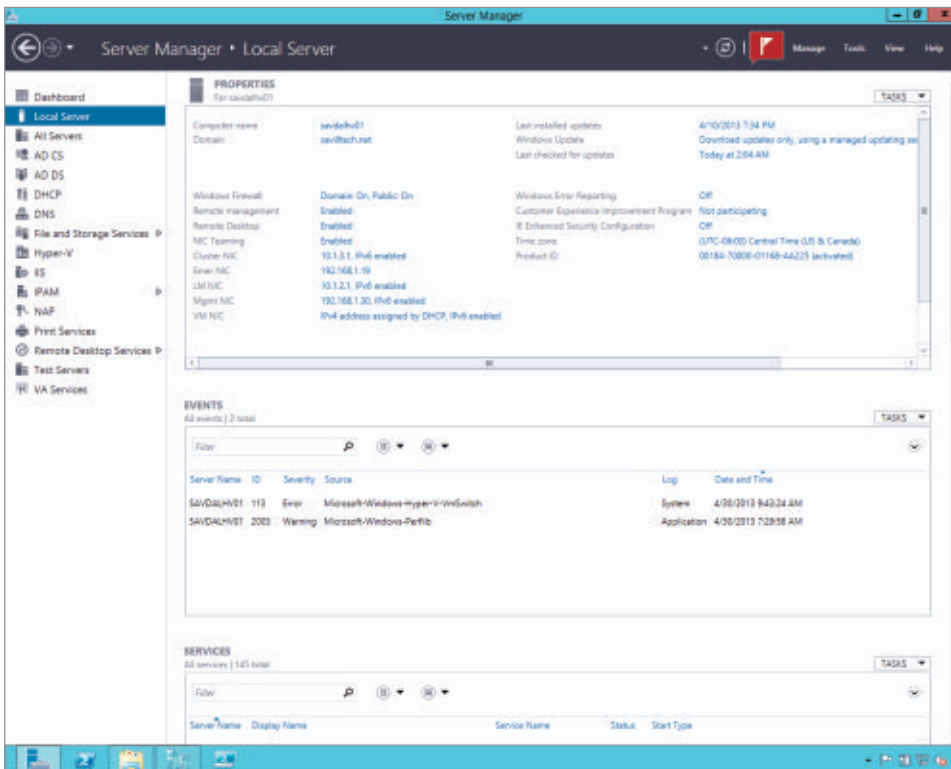 Server Manager
Server Manager • Local Server
Manage Tools View Help
Dashboard
Local Server
All Servers
AD CS
AD DS
DHCP
DNS
File and Storage Services
Hyper-V
IIS
IPAM
NAP
Print Services
Remote Desktop Services
Test Servers
VA Services
PROPERTIES
For savdalhv01
TASKS
Computer name savdalhv01
Domain savilltech.net
Last installed updates 4/10/2013 7:34 PM
Windows Update Download updates only, using a managed updating
Last checked for updates Today at 2:04 AM
Windows Firewall Domain: On, Public: On
Remote management Enabled
Remote Desktop Enabled
NIC Teaming Enabled
Cluster NIC 10.1.3.1, IPv6 enabled
192.168.1.19
LM NIC 10.1.2.1, IPv6 enabled
Mgmt NIC 192.168.1.30, IPv6 enabled
VM NIC IPv4 address assigned by DHCP, IPv6 enabled
Windows Error Reporting Off
Customer Experience Improvement Program Not participating
IE Enhanced Security Configuration Off
Time zone (UTC-06:00) Central Time (US & Canada)
Product ID 00184-70000-01168-AA225 (activated)
EVENTS
All events | 2 total
TASKS
Filter
Server Name ID Severity Source Log Date and Time
SAVDALHV01 113 Error Microsoft-Windows-Hyper-V-VmSwitch System 4/30/2013 9:43:24 AM
SAVDALHV01 2003 Warning Microsoft-Windows-Perflib Application 4/30/2013 7:29:58 AM
SERVICES
All services | 145 total
TASKS
Filter
Server Name Display Name Service Name Status Start Type